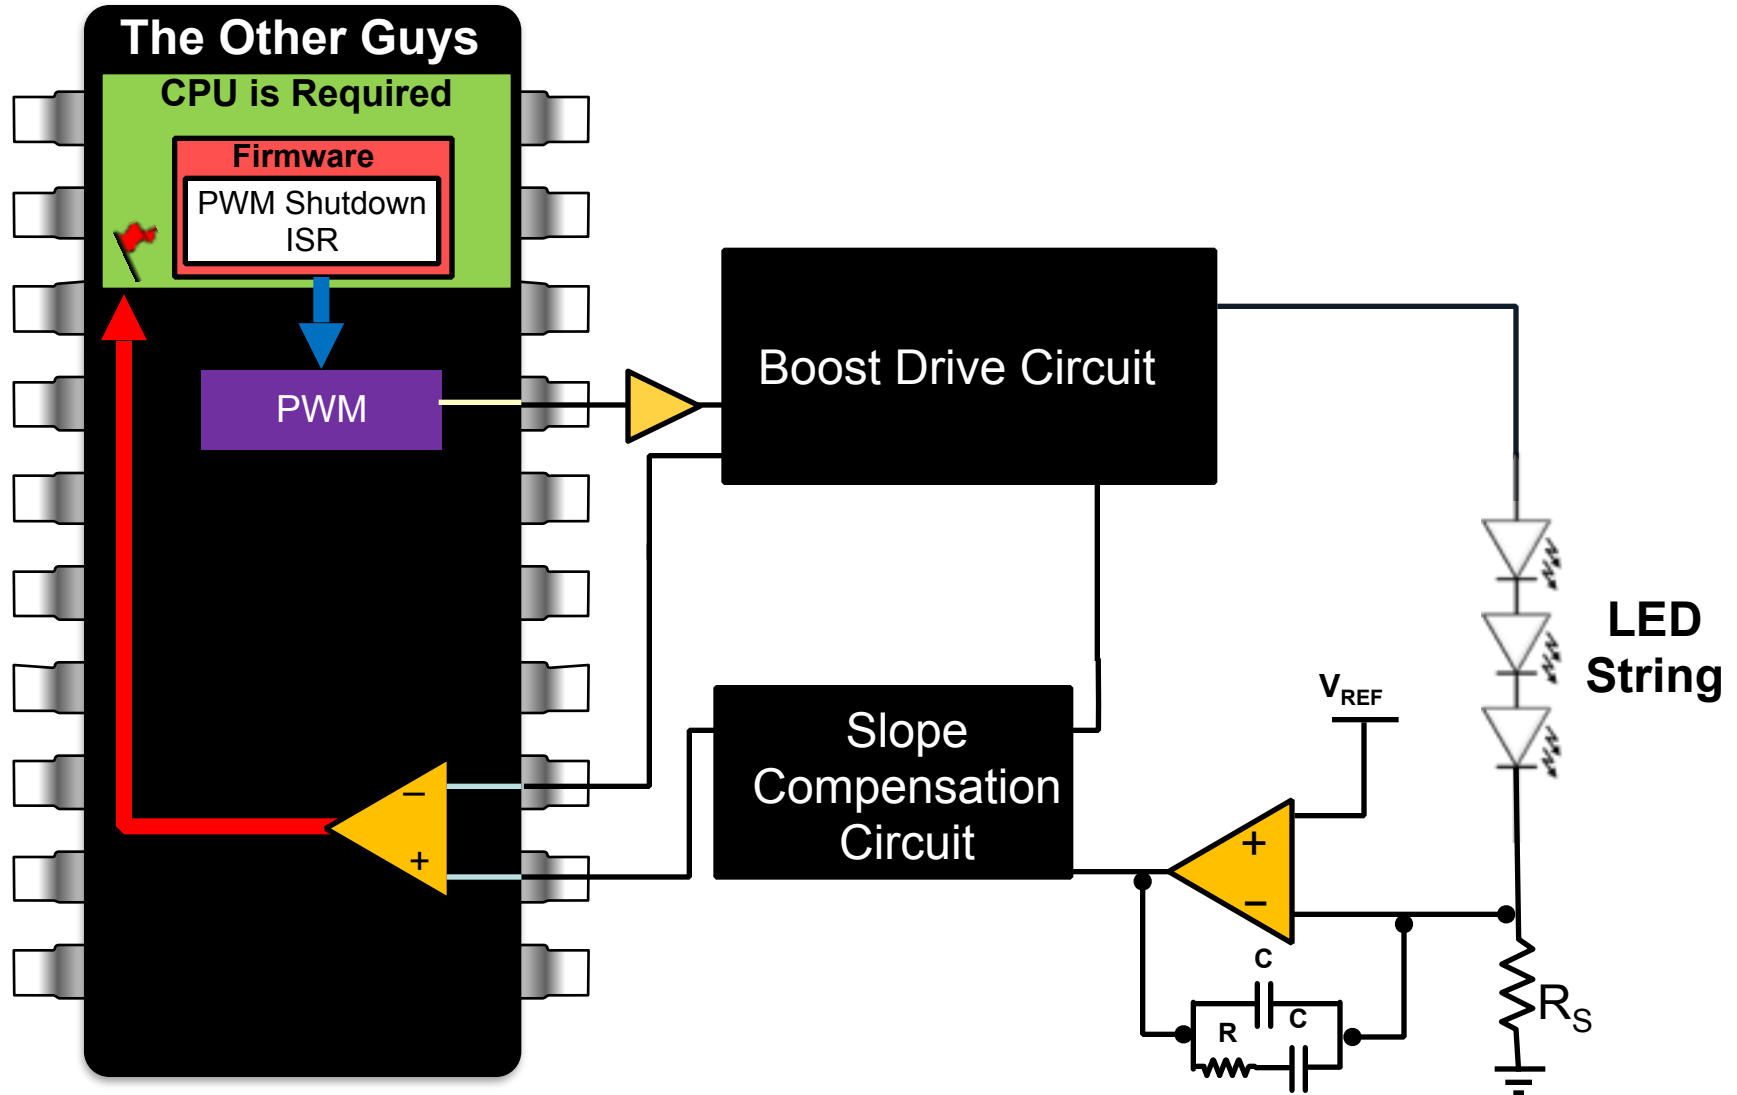 The Other Guys
CPU is Required
Firmware
PWM Shutdown
ISR
PWM
Boost Drive Circuit
LED
String
VREF
Slope
Compensation
Circuit
−
+
+
−
C
C
R
RS